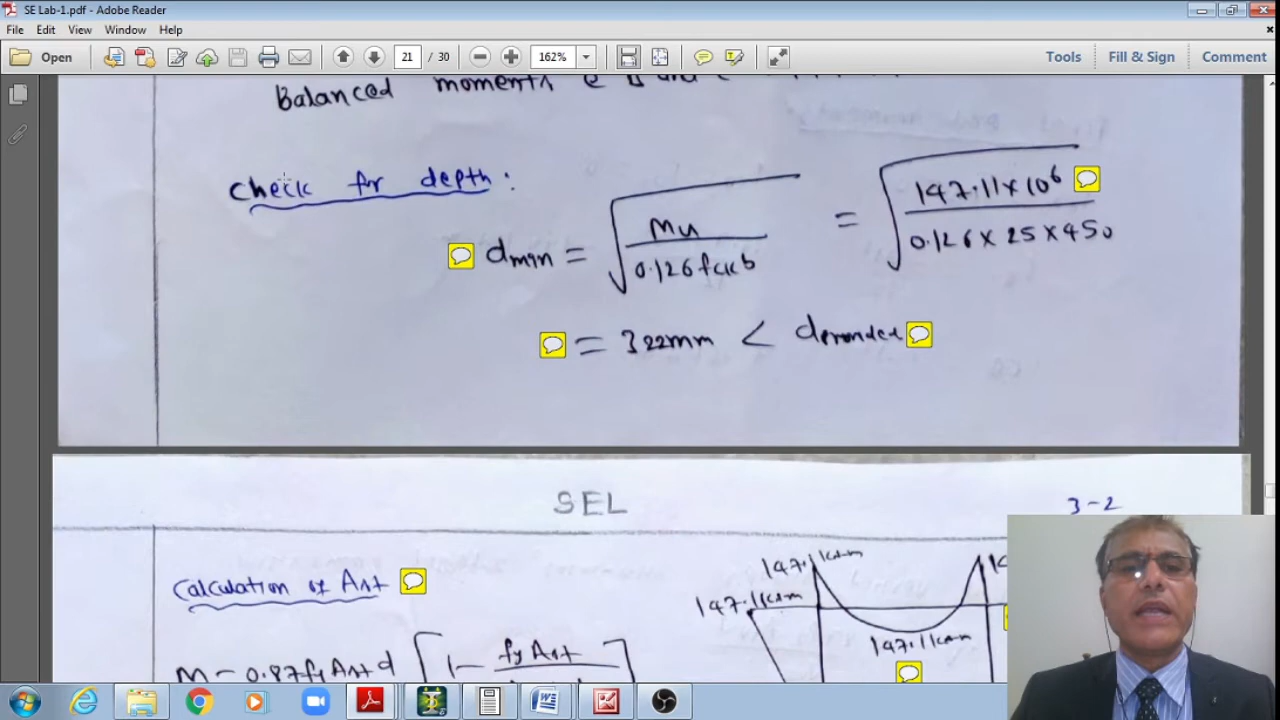 SE Lab-1.pdf - Adobe Reader
File Edit View Window Help
Open 21 / 30 162% Tools Fill & Sign Comment
Balanced moments @ B and C
Check for depth :
dmin = √ Mu / 0.126 fck b = √ 147.11 x 10⁶ / 0.126 x 25 x 450
= 322mm < dprovided
SEL
3-2
Calculation of Ast
147.11kNm
147.11kNm
147.11kNm
M = 0.87 fy Ast d [ 1 - fy Ast
W